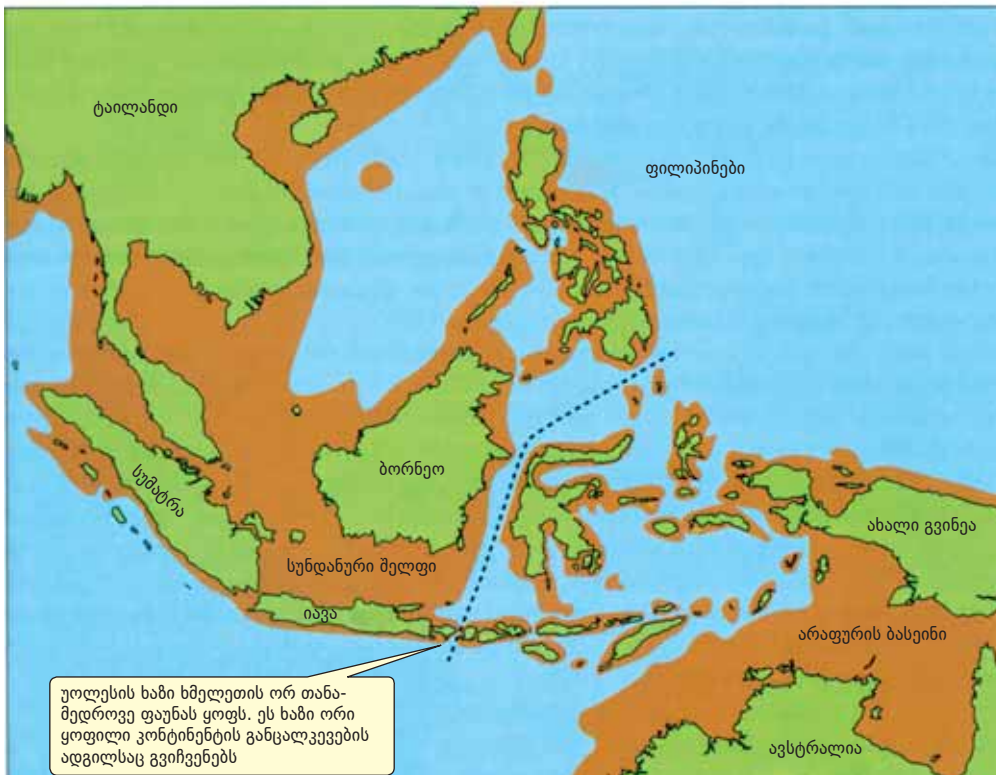 ტაილანდი
ფილიპინები
ბორნეო
სუმატრა
ახალი გვინეა
სუნდანური შელფი
იავა
არაფურის ბასეინი
უოლესის ხაზი ხმელეთის ორ თანა-
მედროვე ფაუნას ყოფს. ეს ხაზი ორი
ყოფილი კონტინენტის განცალკევების
ადგილსაც გვიჩვენებს
ავსტრალია